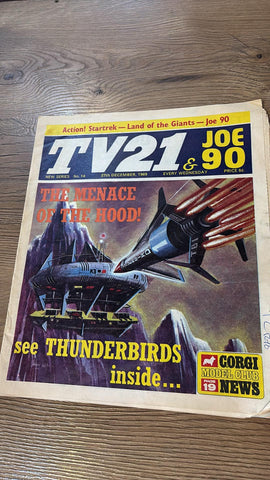 Action! Startrek — Land of the Giants — Joe 90
TV21 & JOE 90
NEW SERIES No. 14 27th DECEMBER, 1969 EVERY WEDNESDAY PRICE 8d
THE MENACE
OF THE HOOD!
see THUNDERBIRDS
inside...
CORGI
MODEL CLUB
PAGE 19 NEWS